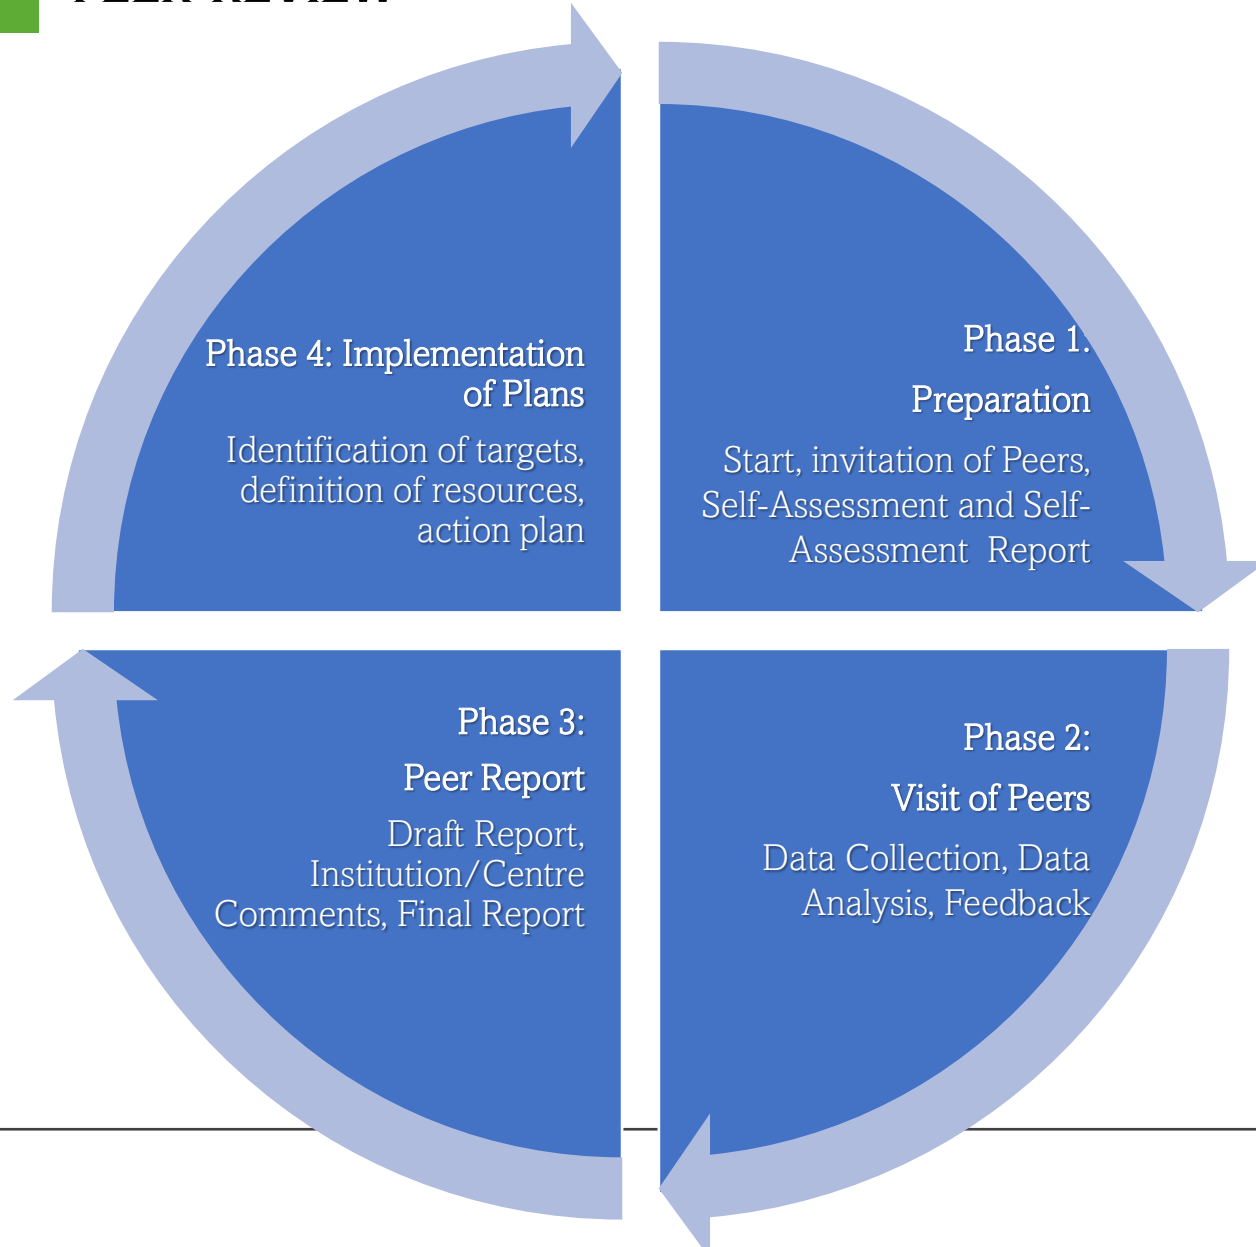 Phase 1.
Preparation
Start, invitation of Peers,
Self-Assessment and Self-
Assessment  Report
Phase 2:
Visit of Peers
Data Collection, Data
Analysis, Feedback
Phase 3:
Peer Report
Draft Report,
Institution/Centre
Comments, Final Report
Phase 4: Implementation
of Plans
Identification of targets,
definition of resources,
action plan